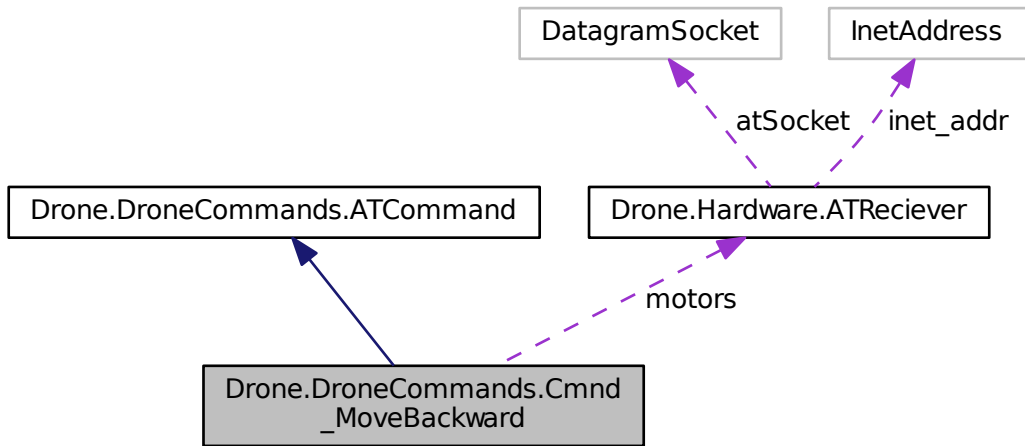 DatagramSocket
InetAddress
atSocket
inet_addr
Drone.DroneCommands.ATCommand
Drone.Hardware.ATReciever
motors
Drone.DroneCommands.Cmnd
_MoveBackward